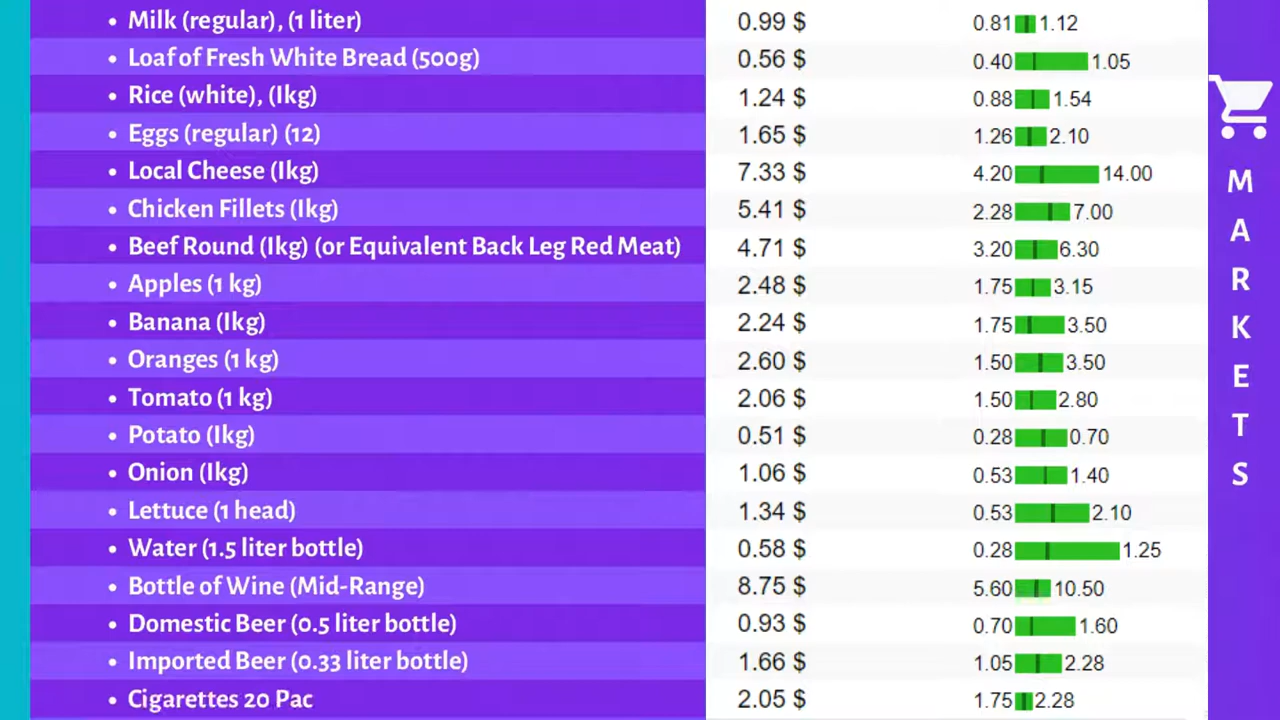 • Milk (regular), (1 liter) 0.99 $ 0.81 1.12
• Loaf of Fresh White Bread (500g) 0.56 $ 0.40 1.05
• Rice (white), (1kg) 1.24 $ 0.88 1.54
• Eggs (regular) (12) 1.65 $ 1.26 2.10
• Local Cheese (1kg) 7.33 $ 4.20 14.00
• Chicken Fillets (1kg) 5.41 $ 2.28 7.00
• Beef Round (1kg) (or Equivalent Back Leg Red Meat) 4.71 $ 3.20 6.30
• Apples (1 kg) 2.48 $ 1.75 3.15
• Banana (1kg) 2.24 $ 1.75 3.50
• Oranges (1 kg) 2.60 $ 1.50 3.50
• Tomato (1 kg) 2.06 $ 1.50 2.80
• Potato (1kg) 0.51 $ 0.28 0.70
• Onion (1kg) 1.06 $ 0.53 1.40
• Lettuce (1 head) 1.34 $ 0.53 2.10
• Water (1.5 liter bottle) 0.58 $ 0.28 1.25
• Bottle of Wine (Mid-Range) 8.75 $ 5.60 10.50
• Domestic Beer (0.5 liter bottle) 0.93 $ 0.70 1.60
• Imported Beer (0.33 liter bottle) 1.66 $ 1.05 2.28
• Cigarettes 20 Pac 2.05 $ 1.75 2.28
MARKETS